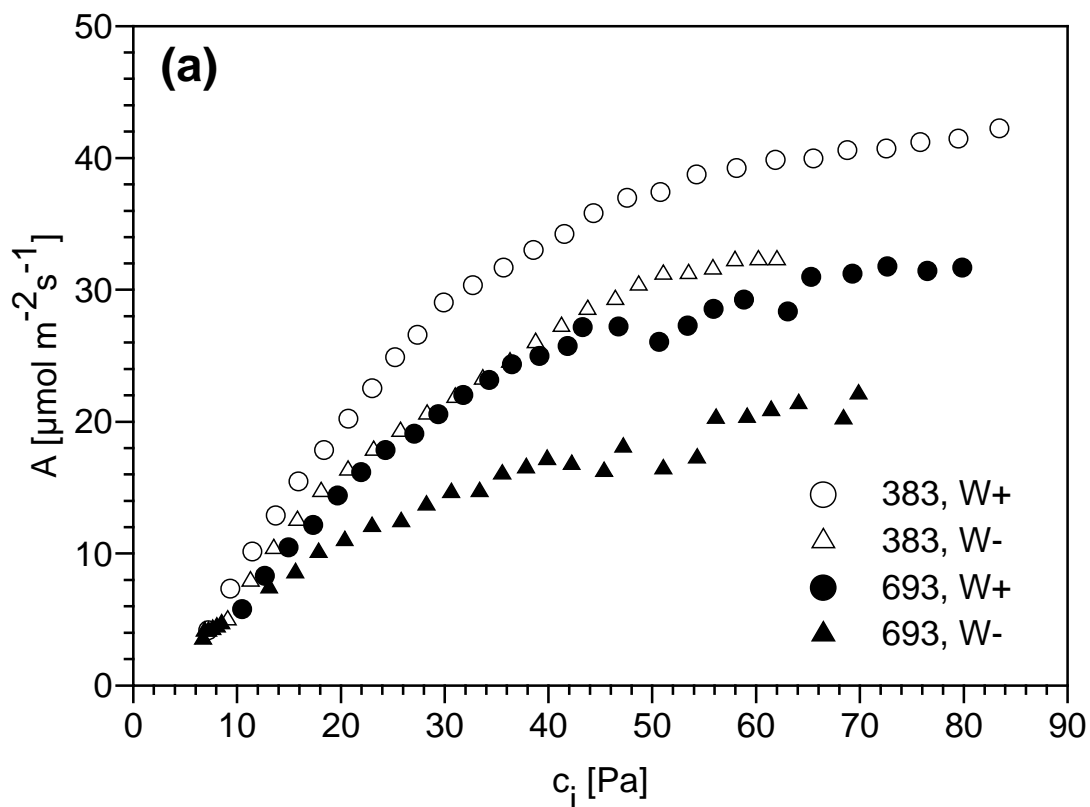 (a)
50
40
30
20
10
0
A [µmol m⁻²s⁻¹]
383, W+
383, W-
693, W+
693, W-
0 10 20 30 40 50 60 70 80 90
cᵢ [Pa]